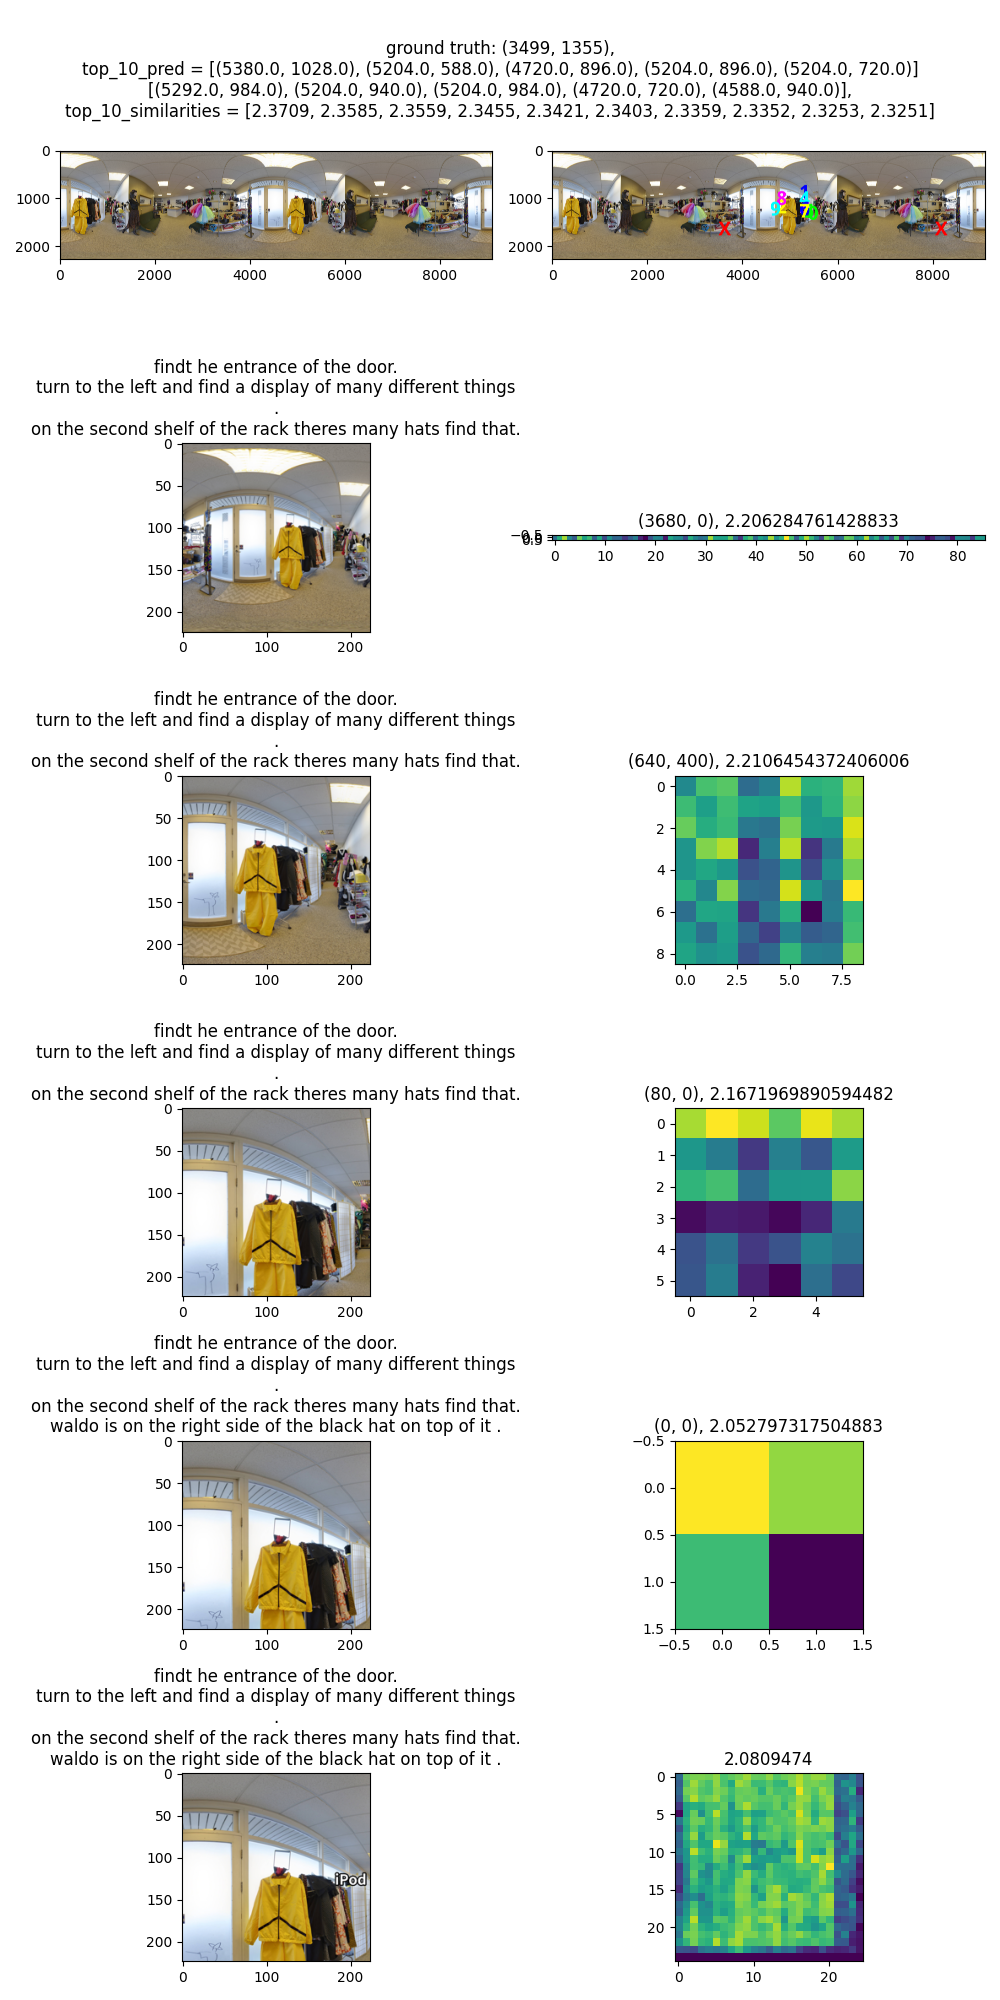 ground truth: (3499, 1355),
top_10_pred = [(5380.0, 1028.0), (5204.0, 588.0), (4720.0, 896.0), (5204.0, 896.0), (5204.0, 720.0)]
[(5292.0, 984.0), (5204.0, 940.0), (5204.0, 984.0), (4720.0, 720.0), (4588.0, 940.0)],
top_10_similarities = [2.3709, 2.3585, 2.3559, 2.3455, 2.3421, 2.3403, 2.3359, 2.3352, 2.3253, 2.3251]
0
1000
2000
0 2000 4000 6000 8000
0
1000
2000
1
8
9
7
X
X
0 2000 4000 6000 8000
findt he entrance of the door.
turn to the left and find a display of many different things
.
on the second shelf of the rack theres many hats find that.
0
50
100
150
200
0 100 200
(3680, 0), 2.206284761428833
−0.5
0 10 20 30 40 50 60 70 80
findt he entrance of the door.
turn to the left and find a display of many different things
.
on the second shelf of the rack theres many hats find that.
0
50
100
150
200
0 100 200
(640, 400), 2.2106454372406006
0
2
4
6
8
0.0 2.5 5.0 7.5
findt he entrance of the door.
turn to the left and find a display of many different things
.
on the second shelf of the rack theres many hats find that.
0
50
100
150
200
0 100 200
(80, 0), 2.1671969890594482
0
1
2
3
4
5
0 2 4
findt he entrance of the door.
turn to the left and find a display of many different things
.
on the second shelf of the rack theres many hats find that.
waldo is on the right side of the black hat on top of it .
0
50
100
150
200
0 100 200
(0, 0), 2.052797317504883
−0.5
0.0
0.5
1.0
1.5
−0.5 0.0 0.5 1.0 1.5
findt he entrance of the door.
turn to the left and find a display of many different things
.
on the second shelf of the rack theres many hats find that.
waldo is on the right side of the black hat on top of it .
0
50
100
150
200
iPod
0 100 200
2.0809474
0
5
10
15
20
0 10 20